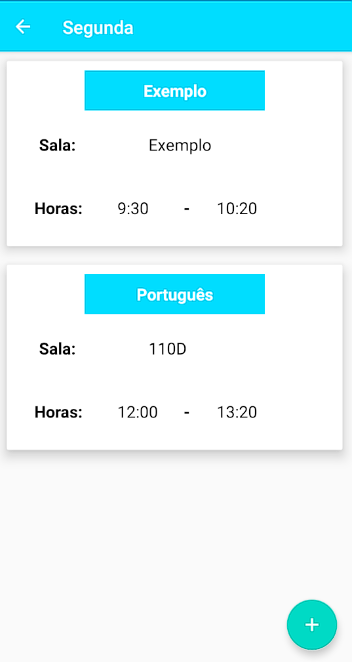 Segunda
Exemplo
Sala: Exemplo
Horas: 9:30 - 10:20
Português
Sala: 110D
Horas: 12:00 - 13:20
+